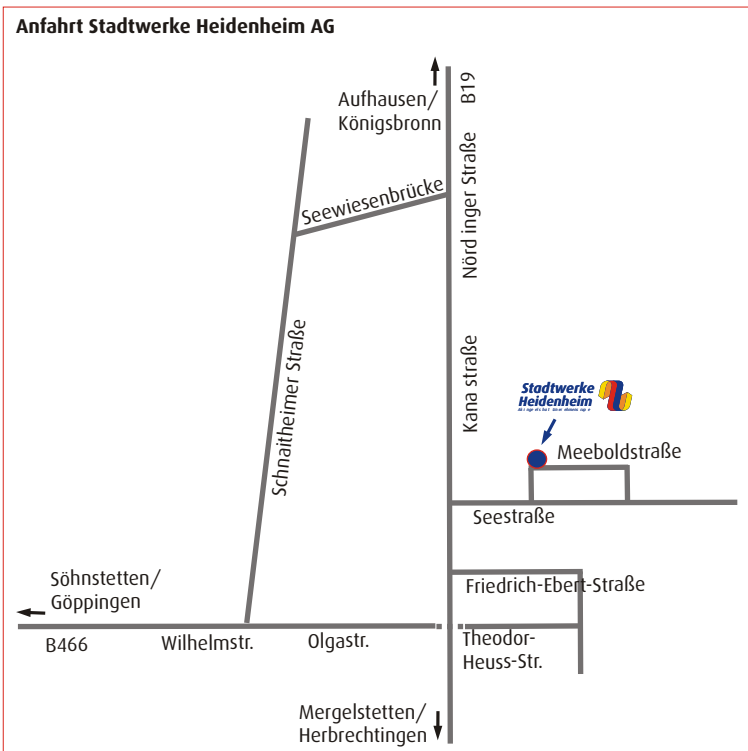 Anfahrt Stadtwerke Heidenheim AG
B19
Aufhausen/
Königsbronn
Seewiesenbrücke
Nörd inger Straße
Schnaitheimer Straße
Kana straße
Stadtwerke
Heidenheim
Meeboldstraße
Seestraße
Söhnstetten/
Göppingen
Friedrich-Ebert-Straße
B466
Wilhelmstr.
Olgastr.
Theodor-
Heuss-Str.
Mergelstetten/
Herbrechtingen